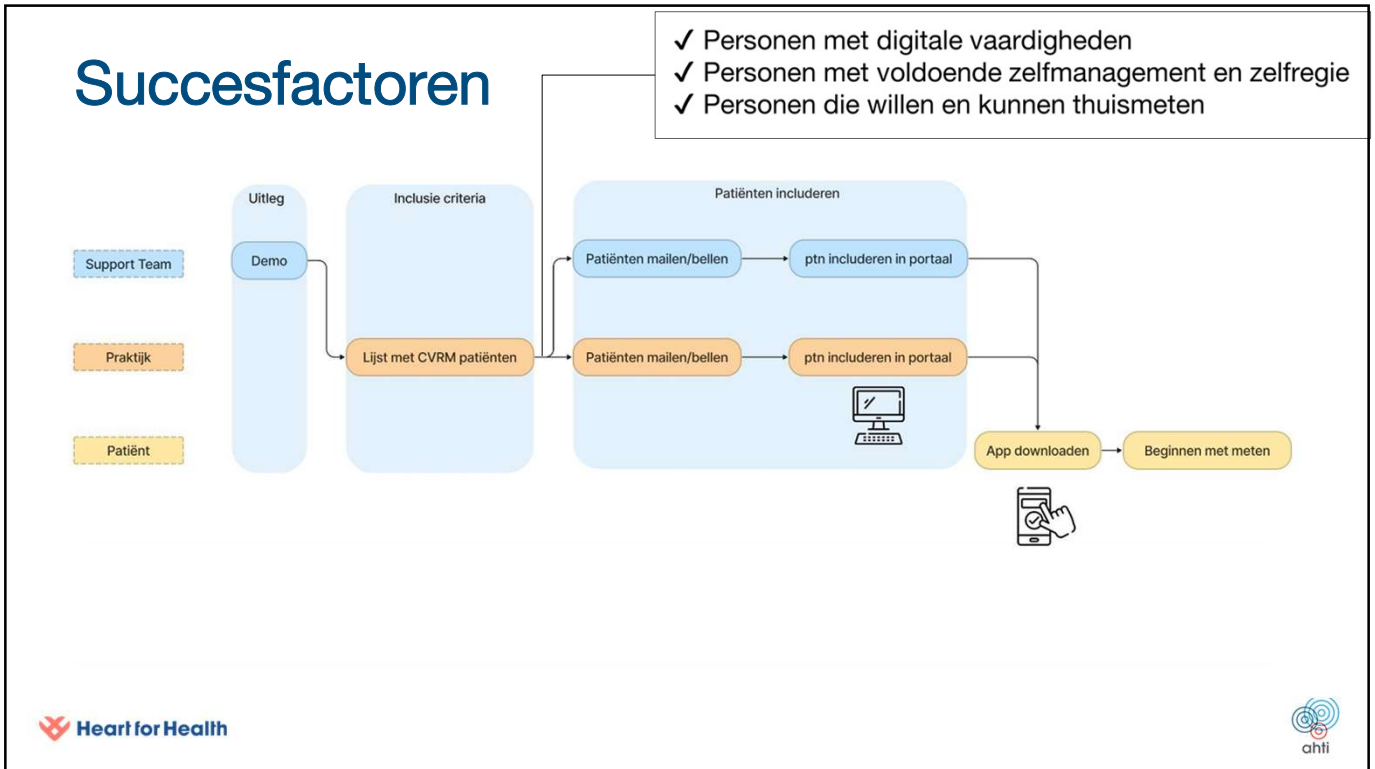 Succesfactoren
✓ Personen met digitale vaardigheden
✓ Personen met voldoende zelfmanagement en zelfregie
✓ Personen die willen en kunnen thuismeten
Uitleg
Inclusie criteria
Patiënten includeren
Support Team
Demo
Patiënten mailen/bellen
ptn includeren in portaal
Praktijk
Lijst met CVRM patiënten
Patiënten mailen/bellen
ptn includeren in portaal
Patiënt
App downloaden
Beginnen met meten
Heart for Health
ahti